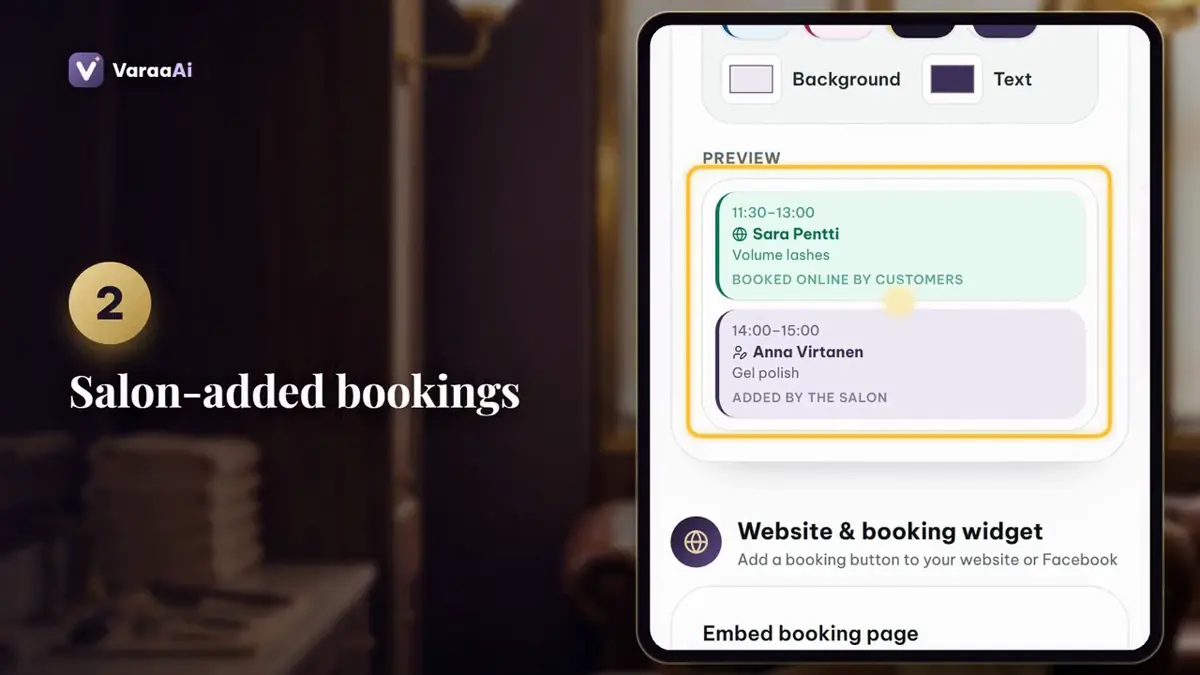 VaraaAi
2
Salon-added bookings
Background
Text
PREVIEW
11:30–13:00
Sara Pentti
Volume lashes
BOOKED ONLINE BY CUSTOMERS
14:00–15:00
Anna Virtanen
Gel polish
ADDED BY THE SALON
Website & booking widget
Add a booking button to your website or Facebook
Embed booking page